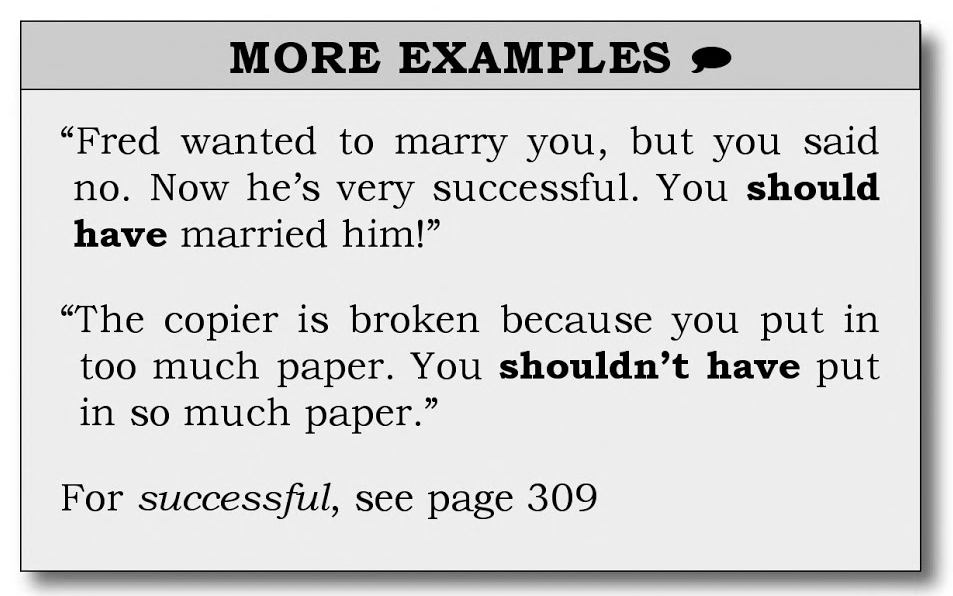 MORE EXAMPLES
“Fred wanted to marry you, but you said
no. Now he’s very successful. You should
have married him!”
“The copier is broken because you put in
too much paper. You shouldn’t have put
in so much paper.”
For successful, see page 309